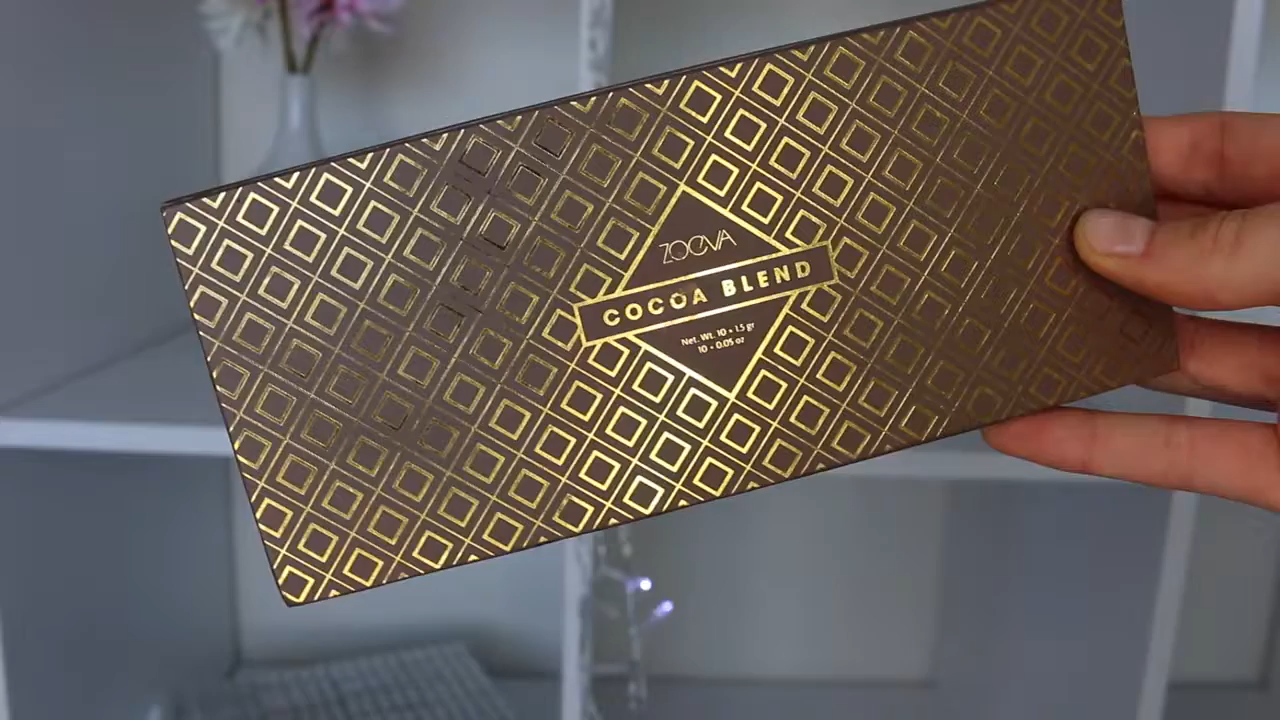 ZOEVA
COCOA BLEND
Net. Wt. 10 • 1.5 gr
10 • 0.05 oz